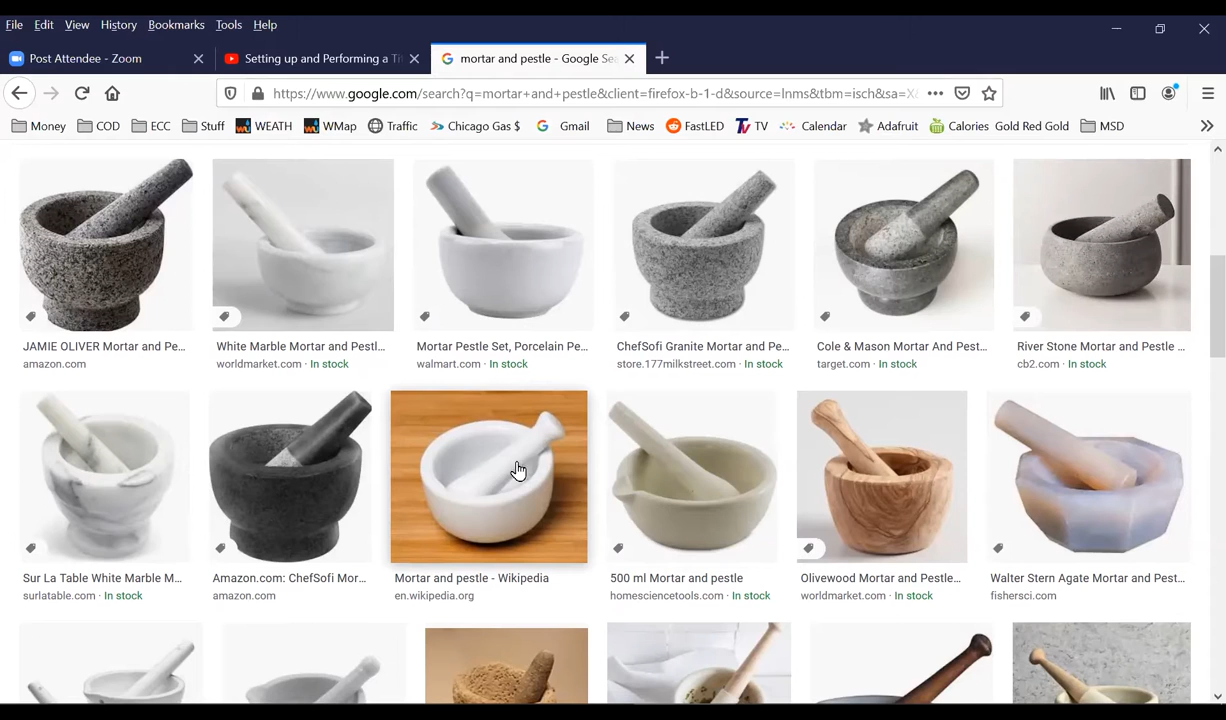 File Edit View History Bookmarks Tools Help
Post Attendee - Zoom
Setting up and Performing a Ti
mortar and pestle - Google Sea
https://www.google.com/search?q=mortar+and+pestle&client=firefox-b-1-d&source=lnms&tbm=isch&sa=X&
Money COD ECC Stuff WEATH WMap Traffic Chicago Gas $ Gmail News FastLED TV Calendar Adafruit Calories Gold Red Gold MSD
JAMIE OLIVER Mortar and Pe...
amazon.com
White Marble Mortar and Pestl...
worldmarket.com · In stock
Mortar Pestle Set, Porcelain Pe...
walmart.com · In stock
ChefSofi Granite Mortar and Pe...
store.177milkstreet.com · In stock
Cole & Mason Mortar And Pest...
target.com · In stock
River Stone Mortar and Pestle ...
cb2.com · In stock
Sur La Table White Marble M...
surlatable.com · In stock
Amazon.com: ChefSofi Mor...
amazon.com
Mortar and pestle - Wikipedia
en.wikipedia.org
500 ml Mortar and pestle
homesciencetools.com · In stock
Olivewood Mortar and Pestle...
worldmarket.com · In stock
Walter Stern Agate Mortar and Pest...
fishersci.com